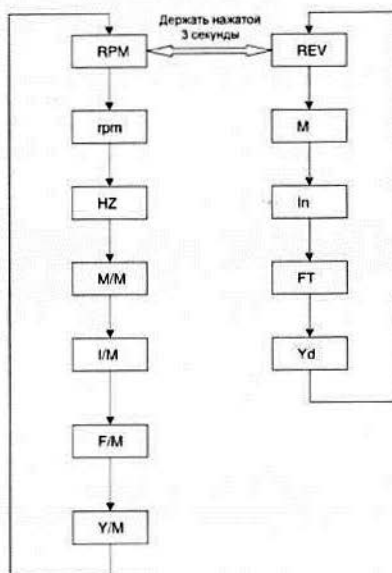 Держать нажатой
3 секунды
RPM
REV
rpm
M
HZ
In
M/M
FT
I/M
Yd
F/M
Y/M